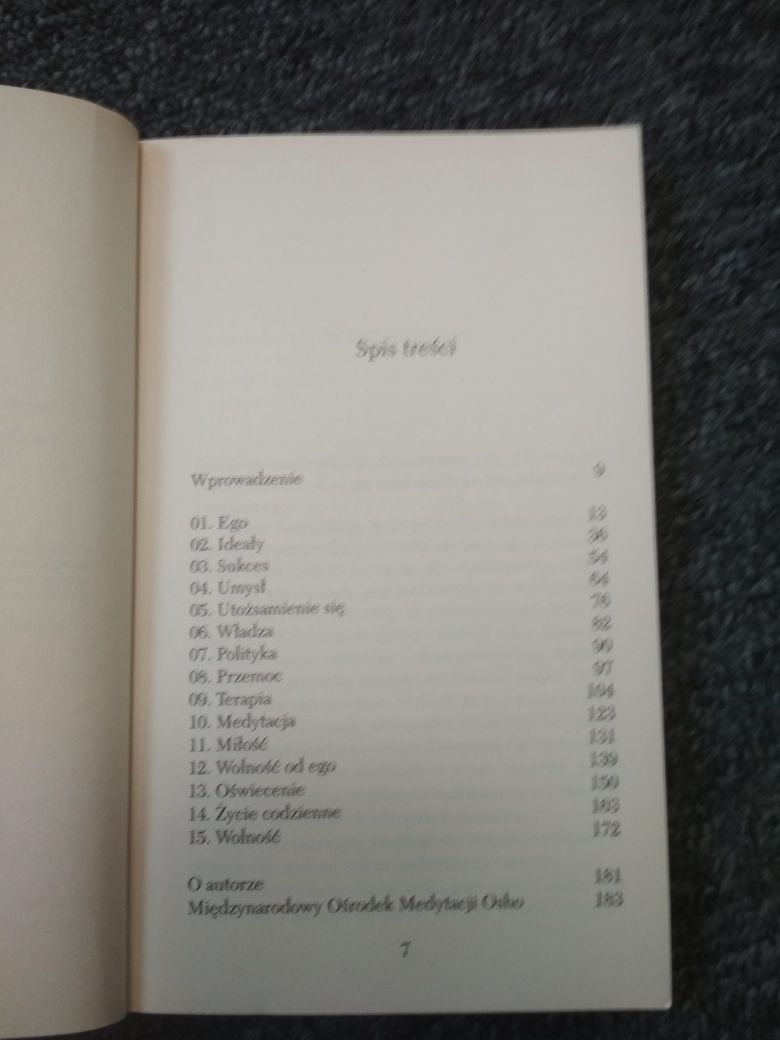 Spis treści
Wprowadzenie 9
01. Ego 13
02. Ideały 36
03. Sukces 54
04. Umysł 64
05. Utożsamienie się 76
06. Władza 82
07. Polityka 90
08. Przemoc 97
09. Terapia 104
10. Medytacja 123
11. Miłość 131
12. Wolność od ego 139
13. Oświecenie 150
14. Życie codzienne 163
15. Wolność 172
O autorze 181
Międzynarodowy Ośrodek Medytacji Osho 183
7